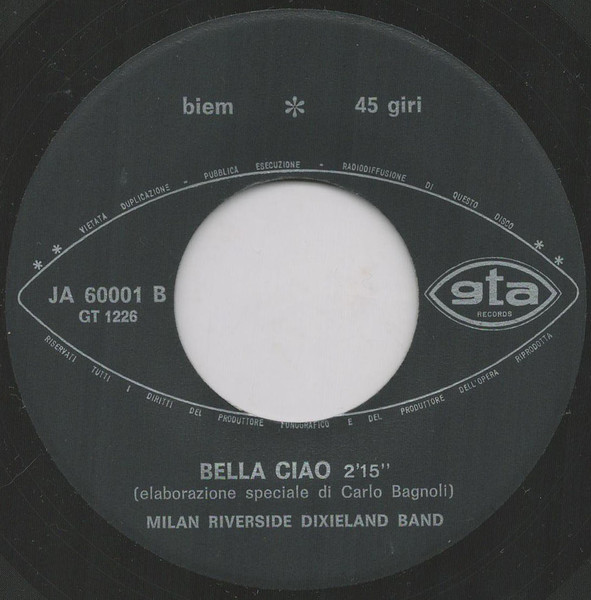 biem * 45 giri
* * VIETATA DUPLICAZIONE - PUBBLICA ESECUZIONE - RADIODIFFUSIONE DI QUESTO DISCO * *
JA 60001 B
GT 1226
gta
RECORDS
RISERVATI TUTTI I DIRITTI DEL PRODUTTORE FONOGRAFICO E DEL PRODUTTORE DELL'OPERA RIPRODOTTA
BELLA CIAO 2'15"
(elaborazione speciale di Carlo Bagnoli)
MILAN RIVERSIDE DIXIELAND BAND